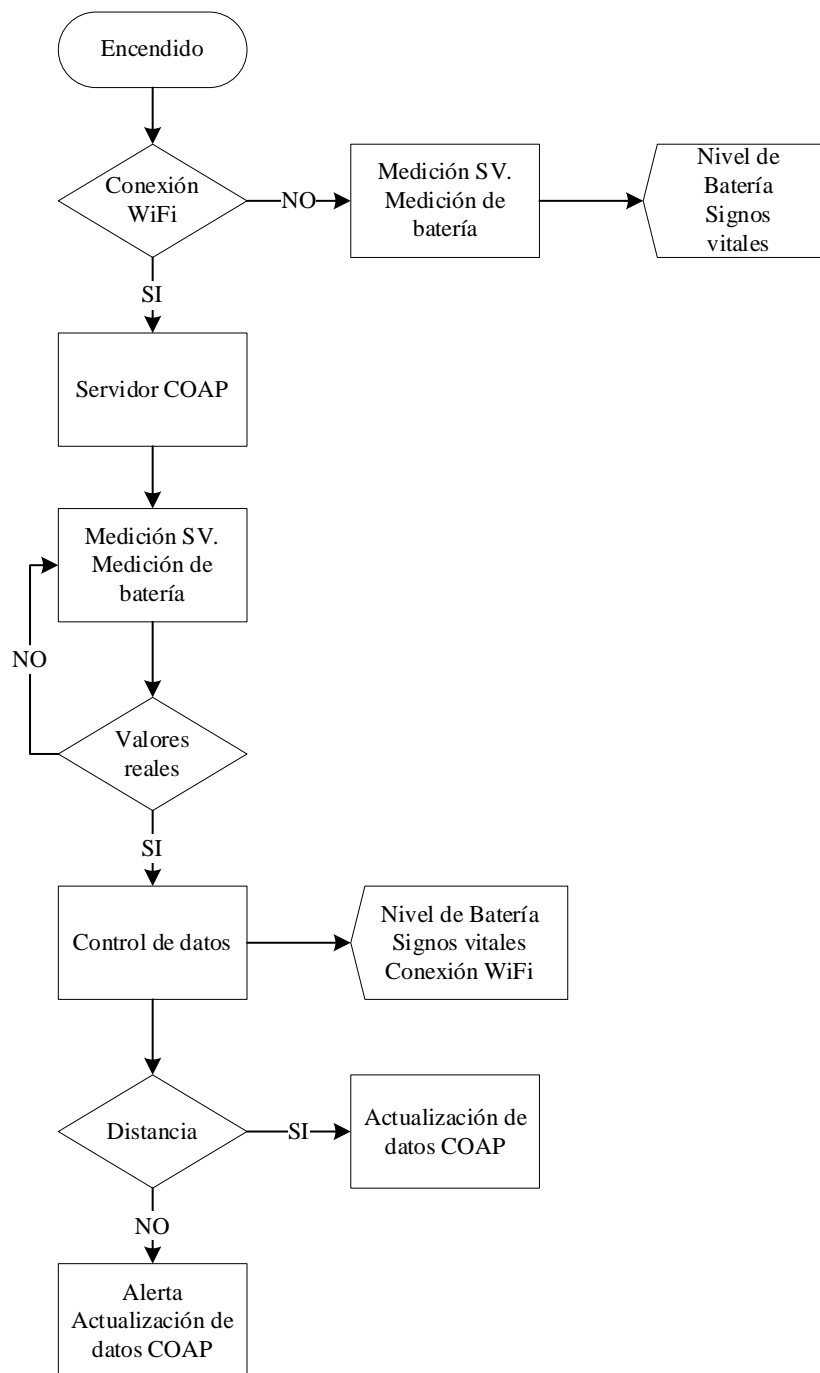 Encendido
Conexión
WiFi
NO
Medición SV.
Medición de
batería
Nivel de
Batería
Signos
vitales
SI
Servidor COAP
Medición SV.
Medición de
batería
NO
Valores
reales
SI
Control de datos
Nivel de Batería
Signos vitales
Conexión WiFi
Distancia
SI
Actualización de
datos COAP
NO
Alerta
Actualización de
datos COAP